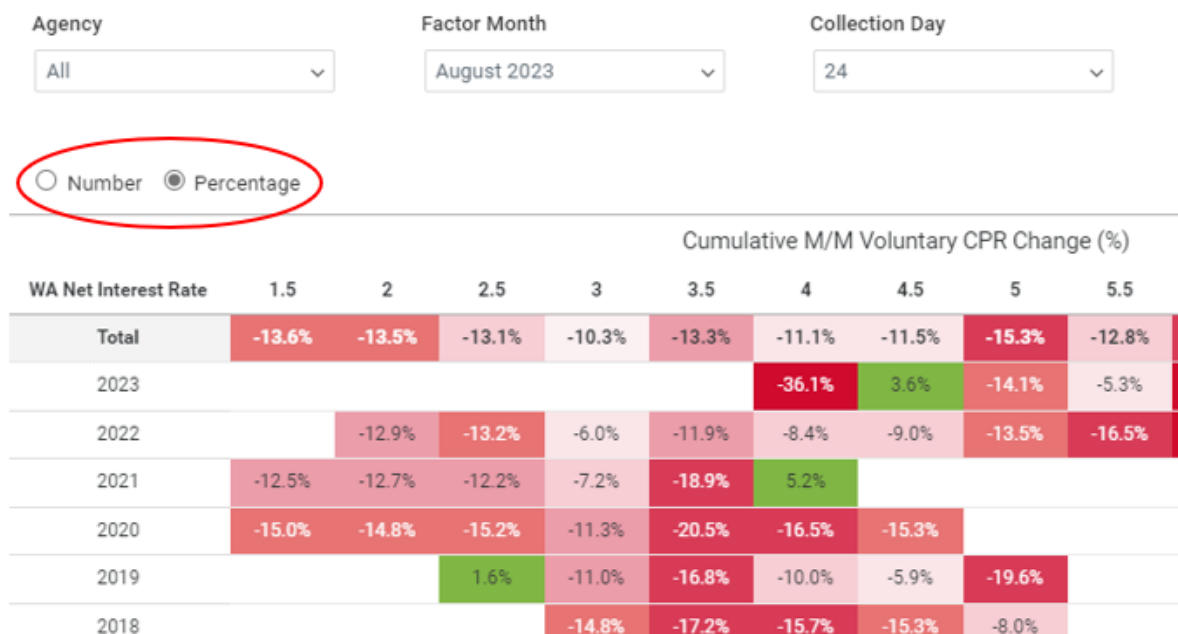 Agency Factor Month Collection Day
All August 2023 24
Number Percentage
Cumulative M/M Voluntary CPR Change (%)
WA Net Interest Rate 1.5 2 2.5 3 3.5 4 4.5 5 5.5
Total -13.6% -13.5% -13.1% -10.3% -13.3% -11.1% -11.5% -15.3% -12.8%
2023 -36.1% 3.6% -14.1% -5.3%
2022 -12.9% -13.2% -6.0% -11.9% -8.4% -9.0% -13.5% -16.5%
2021 -12.5% -12.7% -12.2% -7.2% -18.9% 5.2%
2020 -15.0% -14.8% -15.2% -11.3% -20.5% -16.5% -15.3%
2019 1.6% -11.0% -16.8% -10.0% -5.9% -19.6%
2018 -14.8% -17.2% -15.7% -15.3% -8.0%